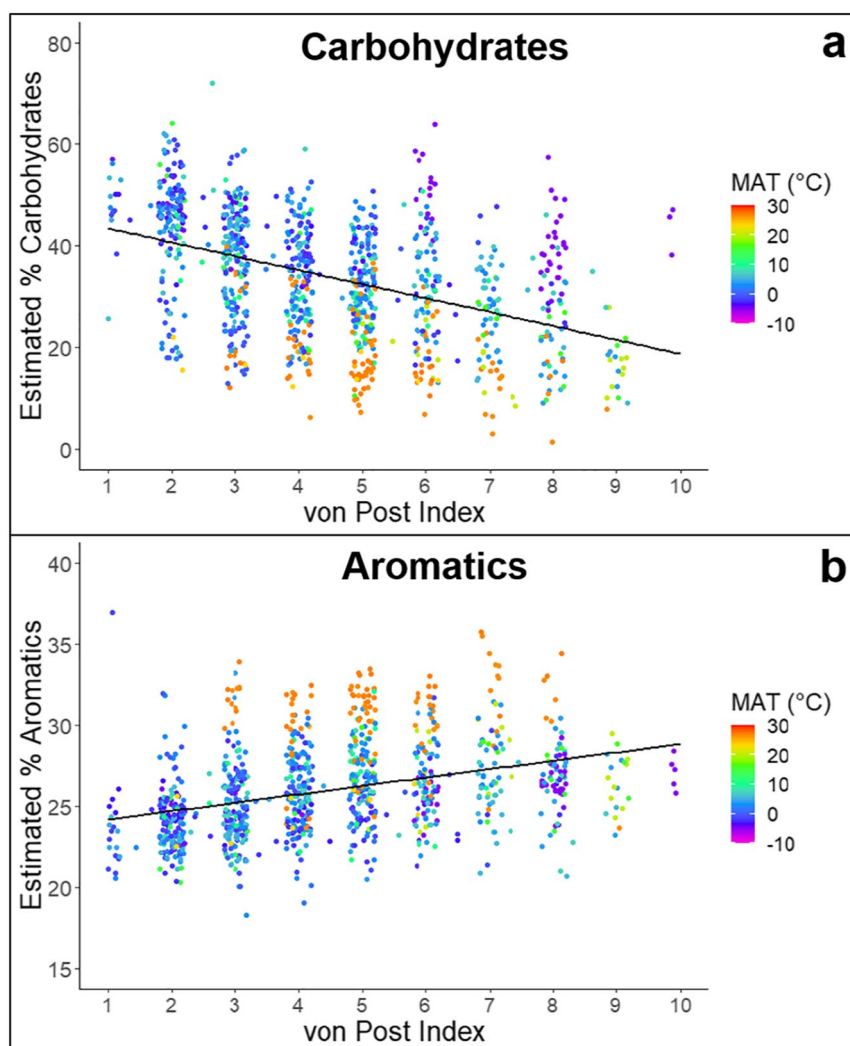 Carbohydrates
a
Estimated % Carbohydrates
80
60
40
20
0
1 2 3 4 5 6 7 8 9 10
von Post Index
MAT (°C)
30
20
10
0
-10
Aromatics
b
Estimated % Aromatics
40
35
30
25
20
15
1 2 3 4 5 6 7 8 9 10
von Post Index
MAT (°C)
30
20
10
0
-10